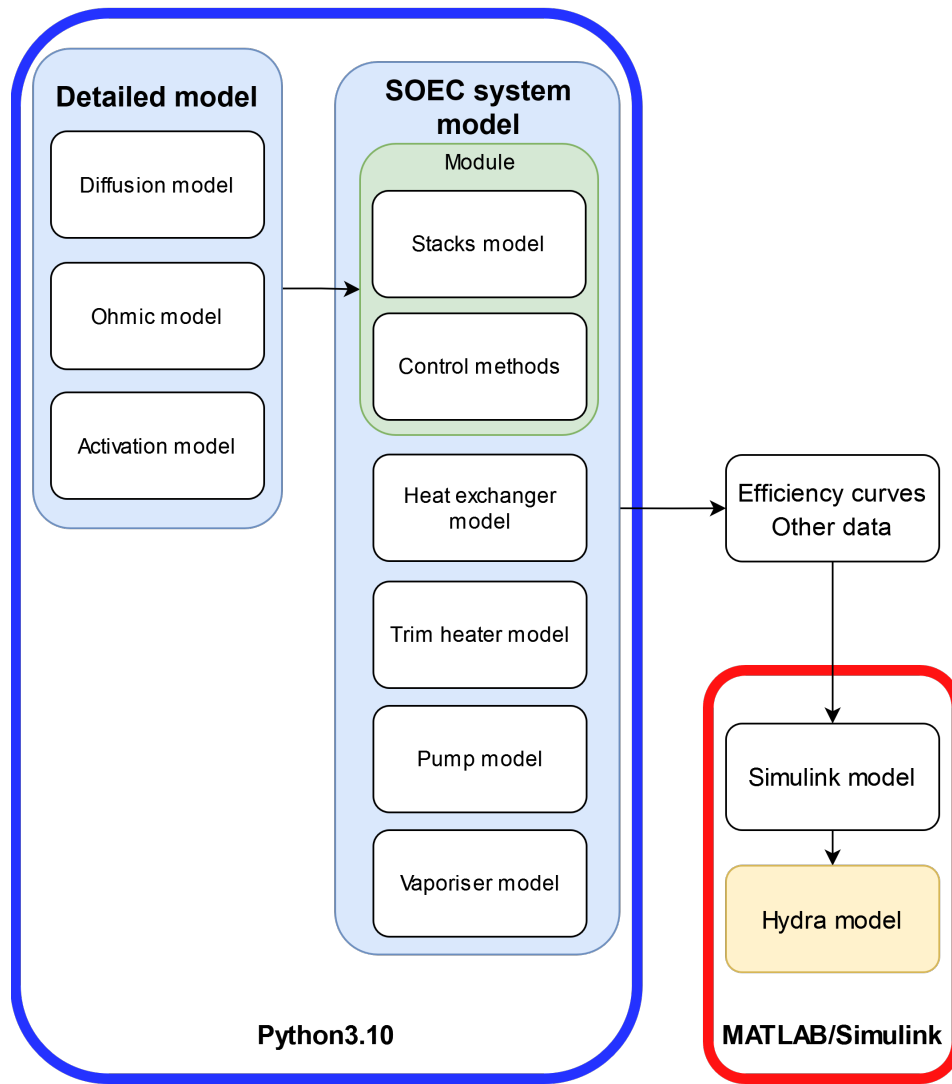 Detailed model
Diffusion model
Ohmic model
Activation model
SOEC system
model
Module
Stacks model
Control methods
Heat exchanger
model
Trim heater model
Pump model
Vaporiser model
Python3.10
Efficiency curves
Other data
Simulink model
Hydra model
MATLAB/Simulink